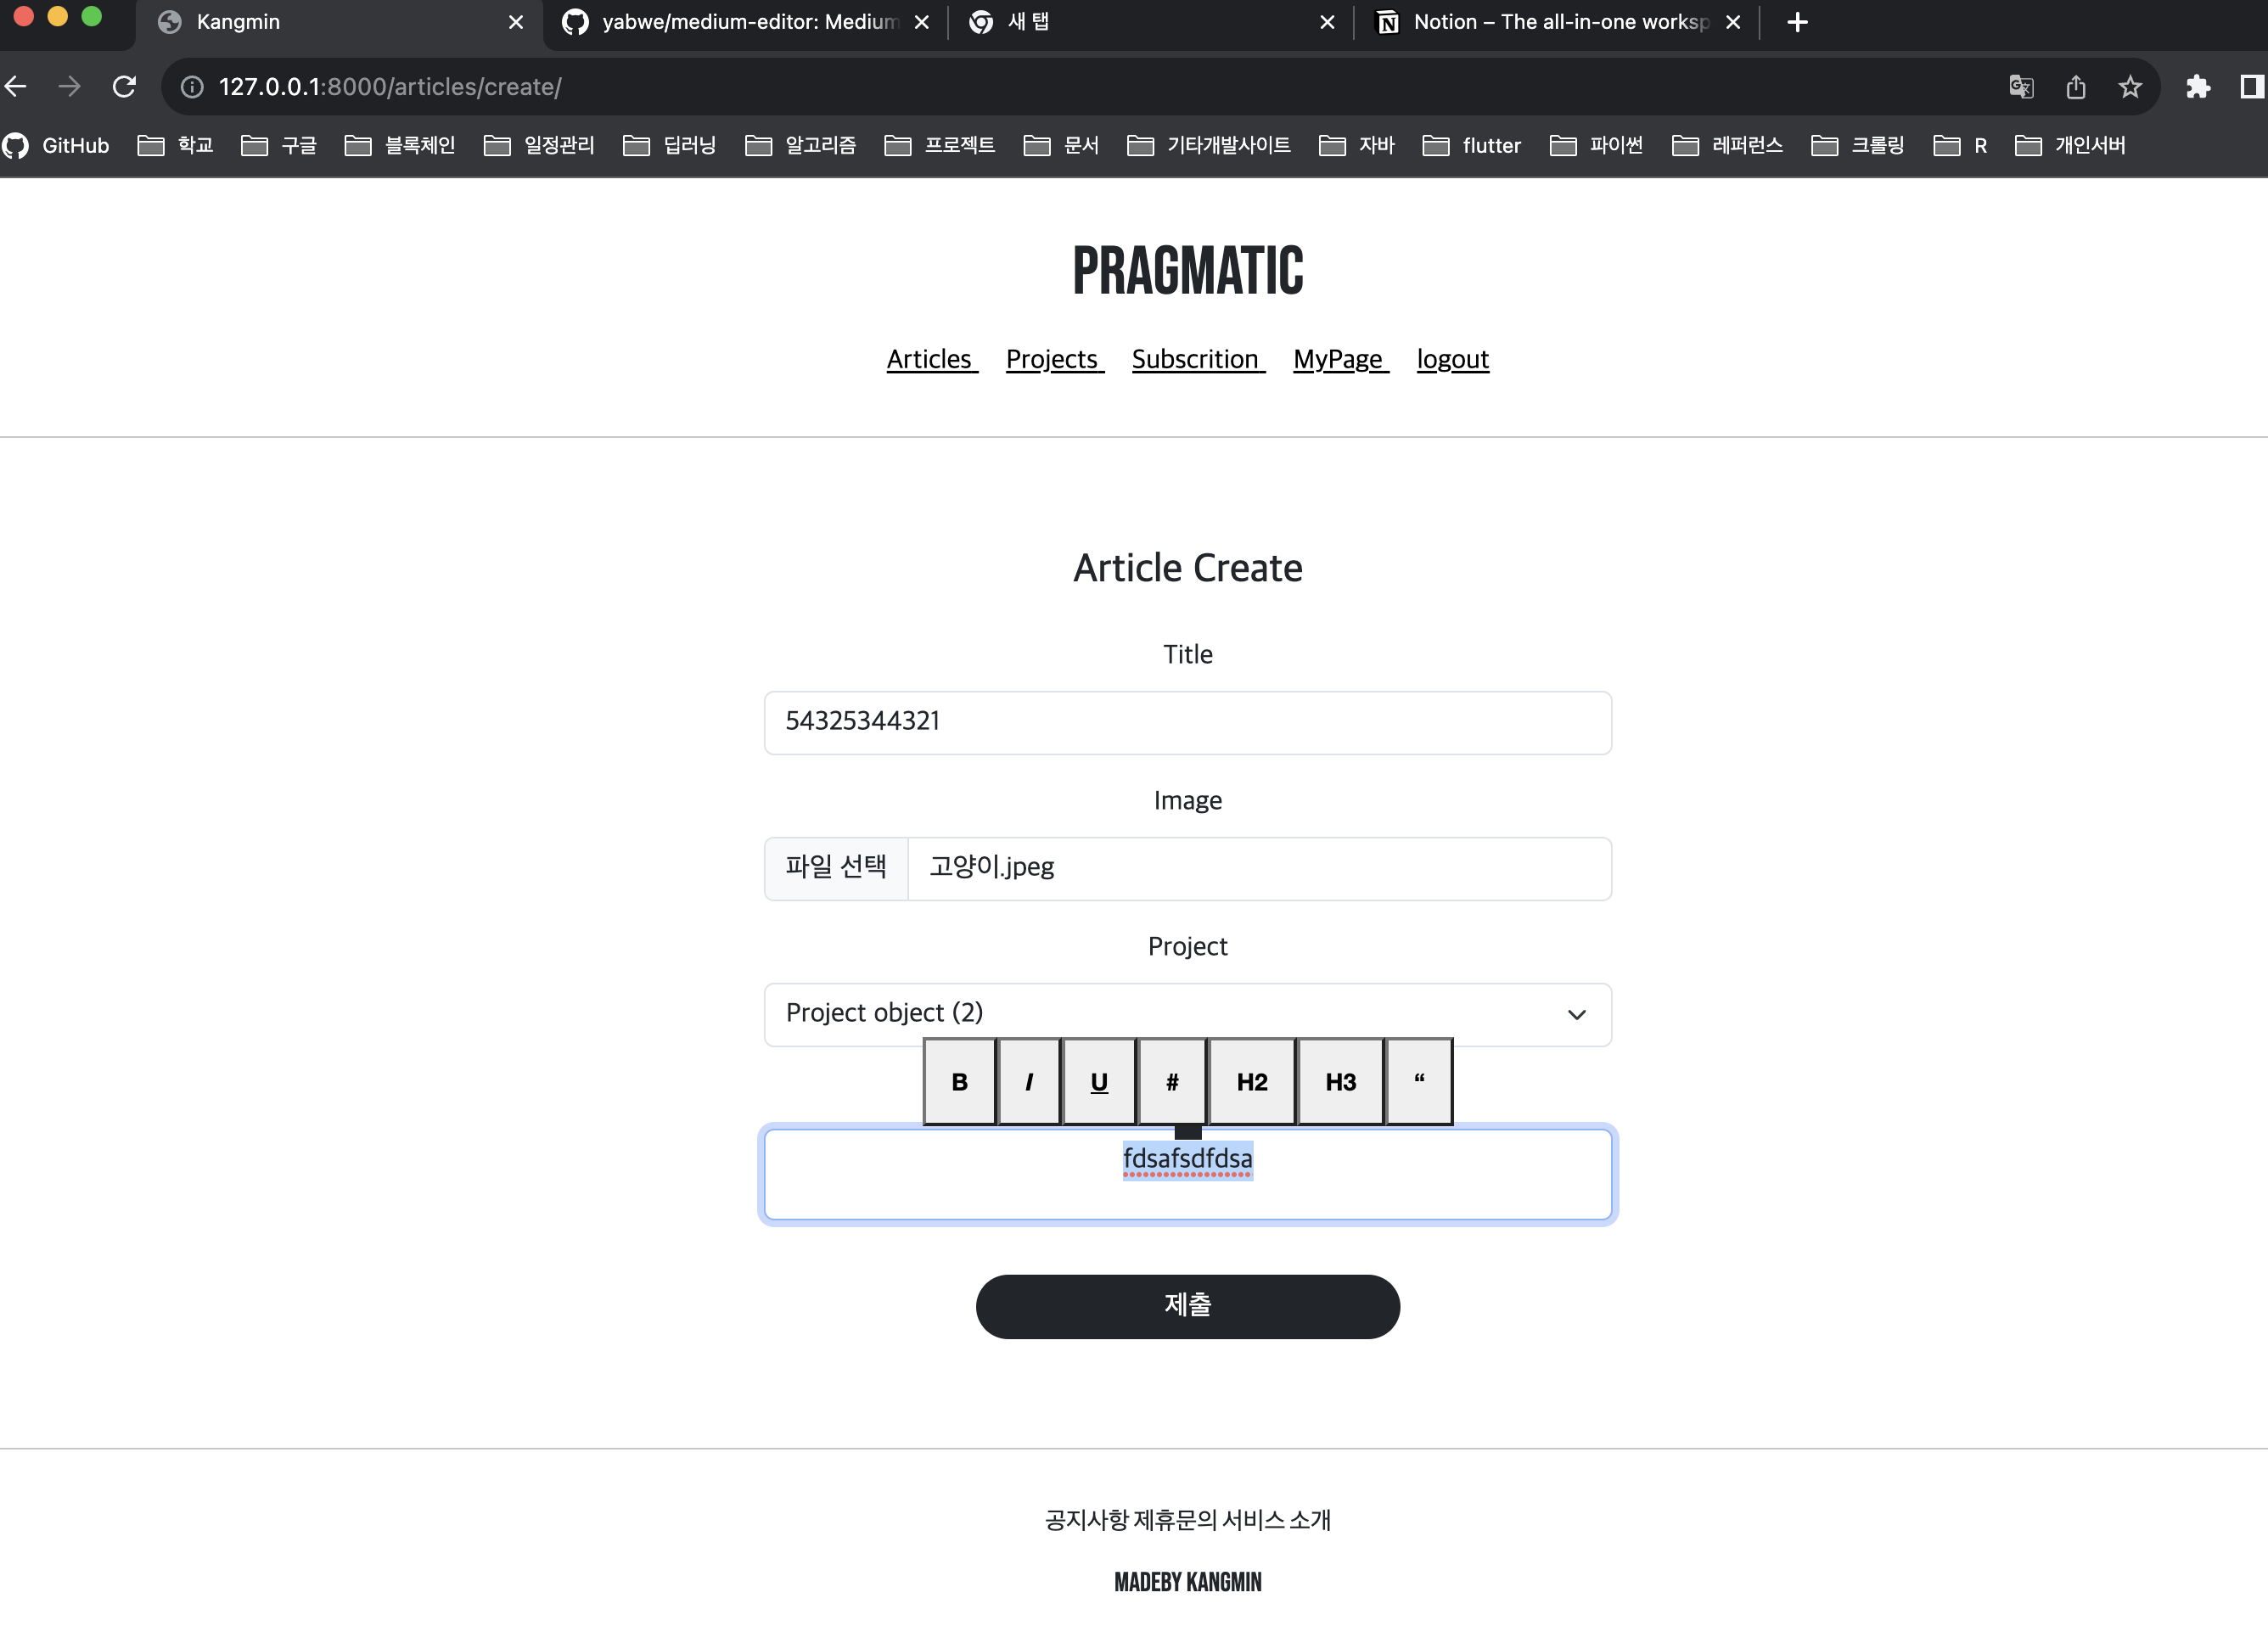 Kangmin
yabwe/medium-editor: Medium
새 탭
Notion – The all-in-one worksp
127.0.0.1:8000/articles/create/
GitHub 학교 구글 블록체인 일정관리 딥러닝 알고리즘 프로젝트 문서 기타개발사이트 자바 flutter 파이썬 레퍼런스 크롤링 R 개인서버
PRAGMATIC
Articles Projects Subscrition MyPage logout
Article Create
Title
54325344321
Image
파일 선택 고양이.jpeg
Project
Project object (2)
B I U # H2 H3 “
fdsafsdfdsa
제출
공지사항 제휴문의 서비스 소개
MADEBY KANGMIN